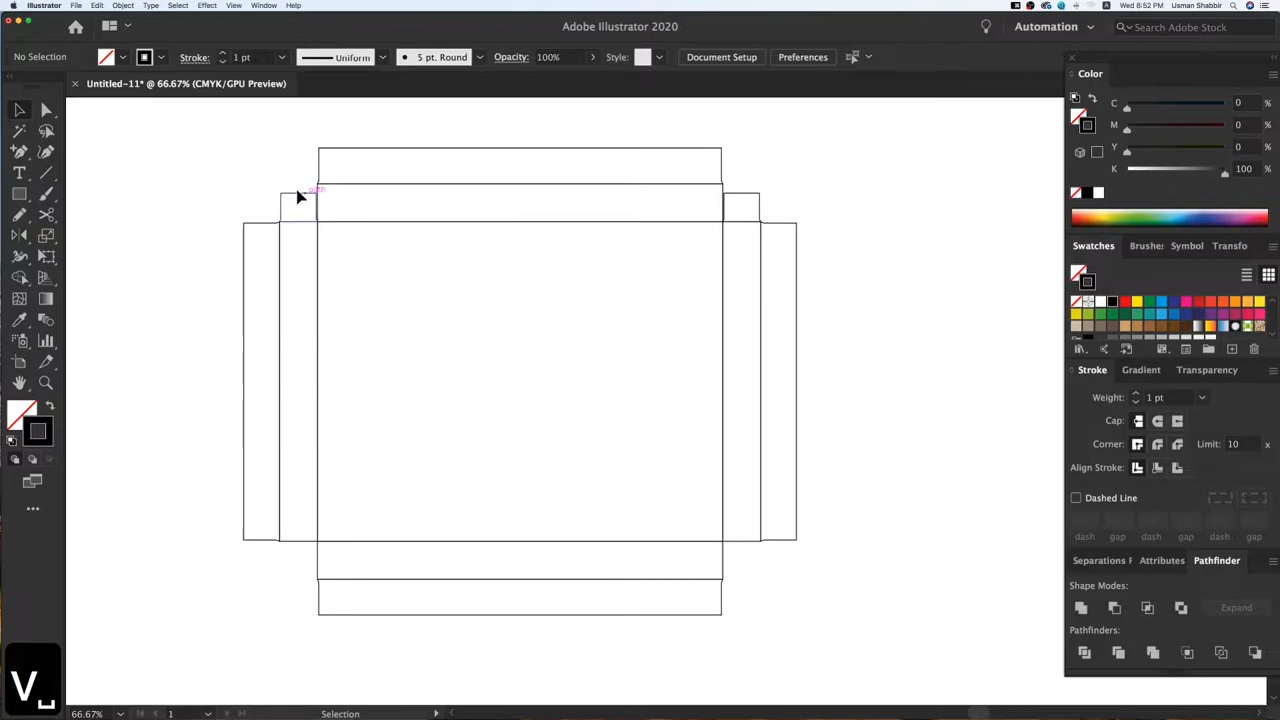 Illustrator File Edit Object Type Select Effect View Window Help
Wed 8:52 PM Usman Shabbir
Adobe Illustrator 2020
Automation
Search Adobe Stock
No Selection
Stroke: 1 pt
Uniform
5 pt. Round
Opacity: 100%
Style:
Document Setup
Preferences
Untitled-11* @ 66.67% (CMYK/GPU Preview)
Color
C 0 %
M 0 %
Y 0 %
K 100 %
Swatches Brushes Symbol Transfo
path
Stroke Gradient Transparency
Weight: 1 pt
Cap:
Corner: Limit: 10 x
Align Stroke:
Dashed Line
dash gap dash gap dash gap
Separations P Attributes Pathfinder
Shape Modes:
Expand
Pathfinders:
V
66.67% 1 Selection